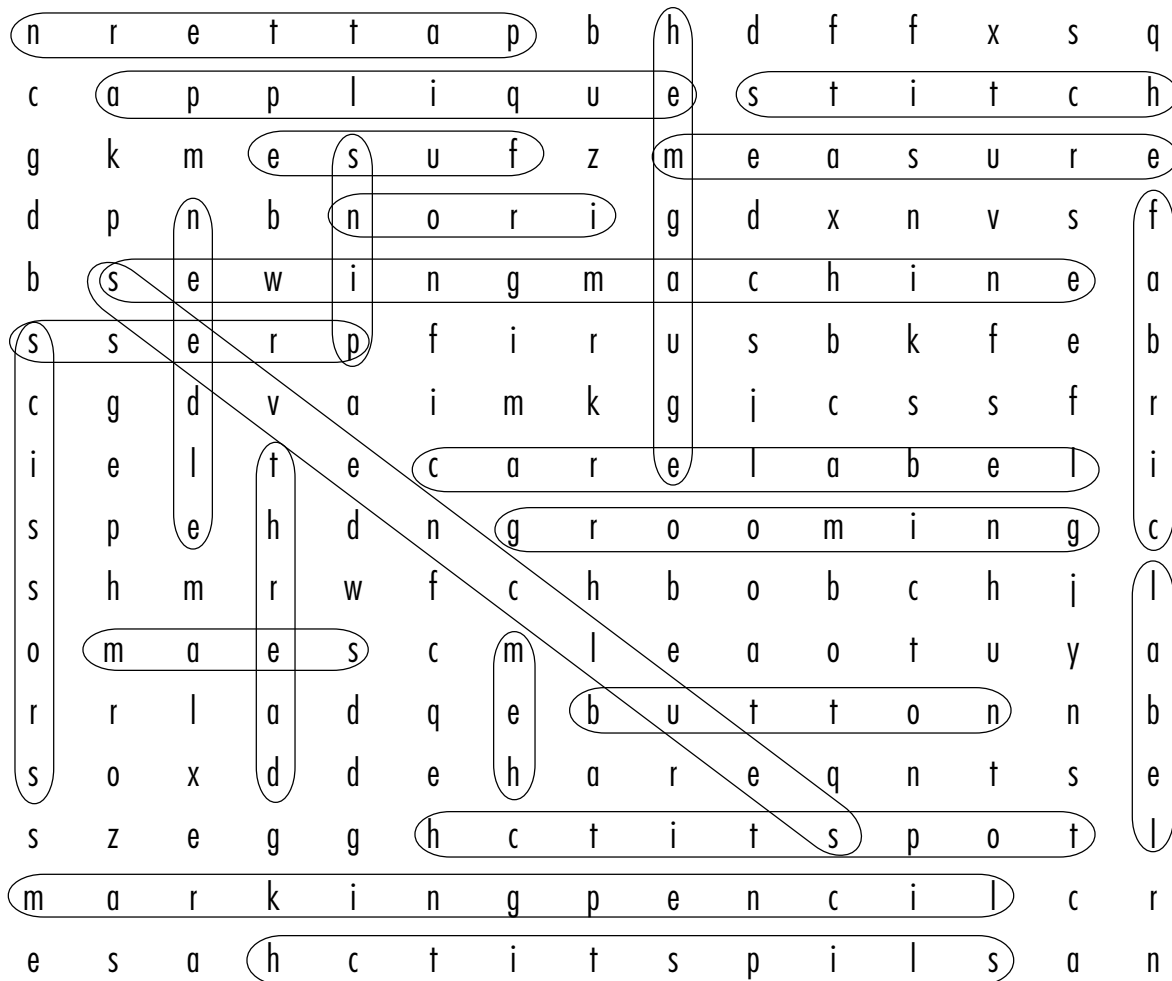 n r e t t a p b h d f f x s q
c a p p l i q u e s t i t c h
g k m e s u f z m e a s u r e
d p n b n o r i g d x n v s f
b s e w i n g m a c h i n e a
s s e r p f i r u s b k f e b
c g d v a i m k g j c s s f r
i e l t e c a r e l a b e l i
s p e h d n g r o o m i n g c
s h m r w f c h b o b c h j l
o m a e s c m l e a o t u y a
r r l a d q e b u t t o n n b
s o x d d e h a r e q n t s e
s z e g g h c t i t s p o t l
m a r k i n g p e n c i l c r
e s a h c t i t s p i l s a n